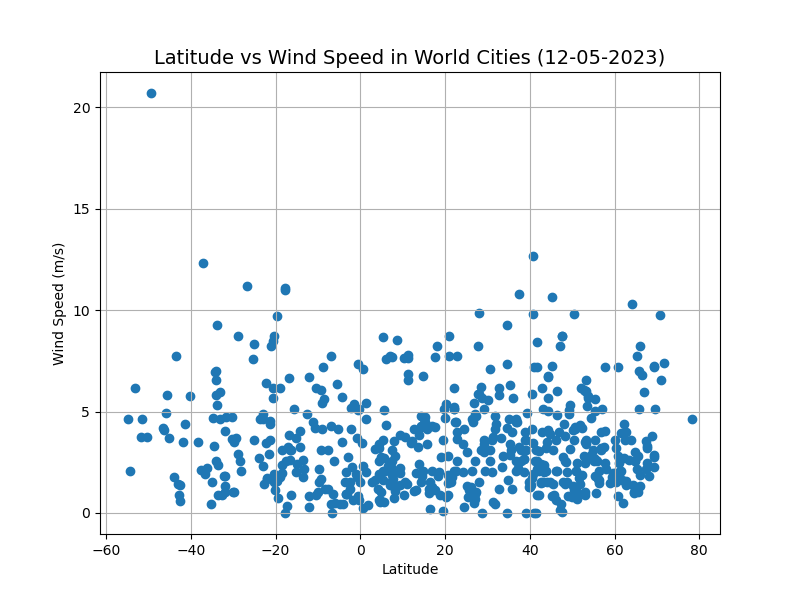 Latitude vs Wind Speed in World Cities (12-05-2023)
20
15
10
5
0
Wind Speed (m/s)
−60 −40 −20 0 20 40 60 80
Latitude